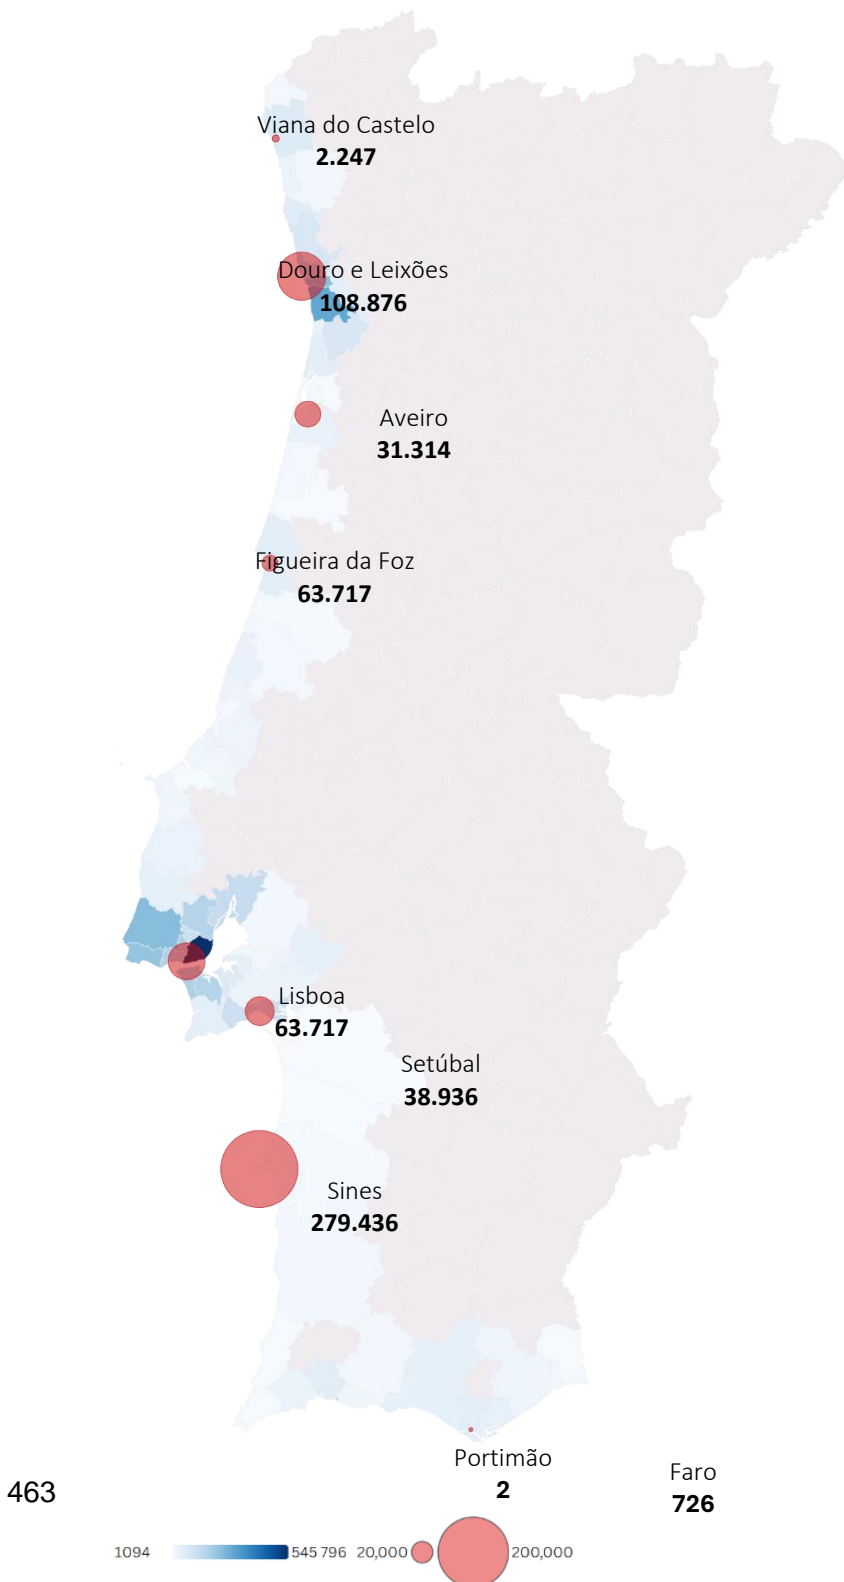 Viana do Castelo
2.247
Douro e Leixões
108.876
Aveiro
31.314
Figueira da Foz
63.717
Lisboa
63.717
Setúbal
38.936
Sines
279.436
Portimão
2
Faro
726
463
1094 545 796 20,000 200,000